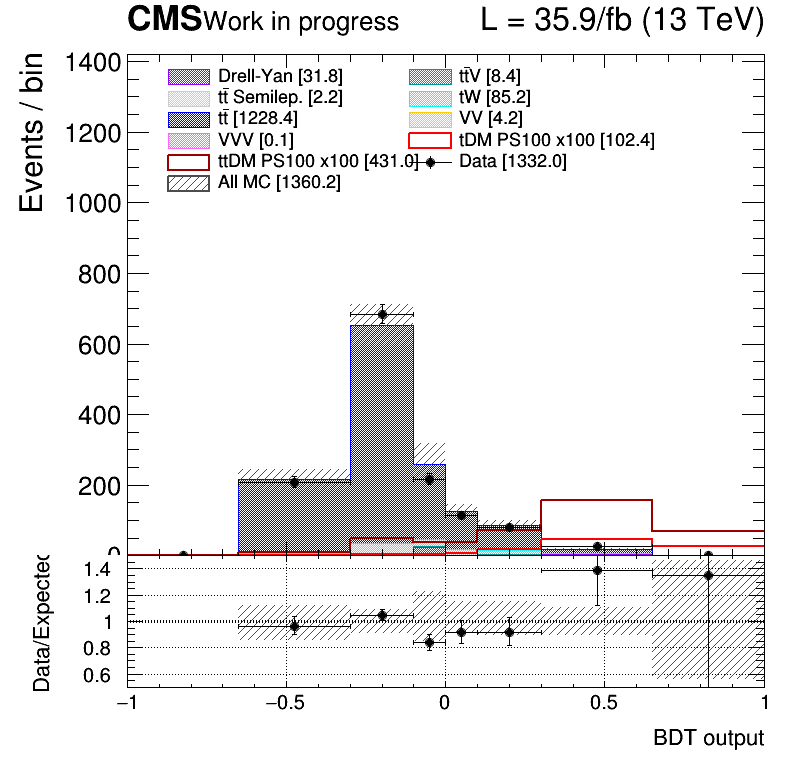 CMS Work in progress L = 35.9/fb (13 TeV)
Events / bin
1400
1200
1000
800
600
400
200
0
Drell-Yan [31.8]
tt̄V [8.4]
tt̄ Semilep. [2.2]
tW [85.2]
tt̄ [1228.4]
VV [4.2]
VVV [0.1]
tDM PS100 x100 [102.4]
ttDM PS100 x100 [431.0]
Data [1332.0]
All MC [1360.2]
Data/Expected
1.4
1.2
1
0.8
0.6
−1 −0.5 0 0.5 1
BDT output